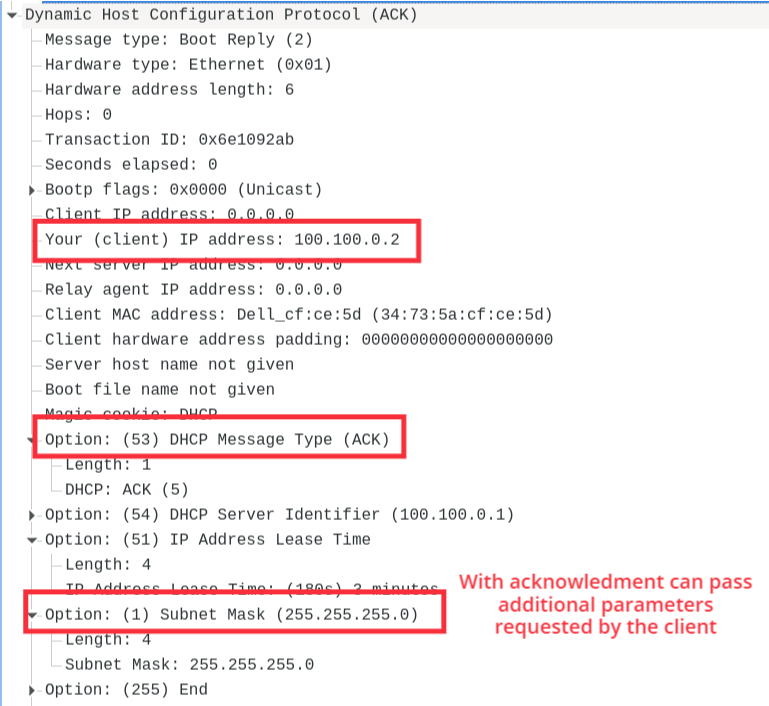 Dynamic Host Configuration Protocol (ACK)
Message type: Boot Reply (2)
Hardware type: Ethernet (0x01)
Hardware address length: 6
Hops: 0
Transaction ID: 0x6e1092ab
Seconds elapsed: 0
Bootp flags: 0x0000 (Unicast)
Client IP address: 0.0.0.0
Your (client) IP address: 100.100.0.2
Next server IP address: 0.0.0.0
Relay agent IP address: 0.0.0.0
Client MAC address: Dell_cf:ce:5d (34:73:5a:cf:ce:5d)
Client hardware address padding: 00000000000000000000
Server host name not given
Boot file name not given
Magic cookie: DHCP
Option: (53) DHCP Message Type (ACK)
Length: 1
DHCP: ACK (5)
Option: (54) DHCP Server Identifier (100.100.0.1)
Option: (51) IP Address Lease Time
Length: 4
IP Address Lease Time: (180s) 3 minutes
Option: (1) Subnet Mask (255.255.255.0)
Length: 4
Subnet Mask: 255.255.255.0
Option: (255) End
With acknowledment can pass
additional parameters
requested by the client